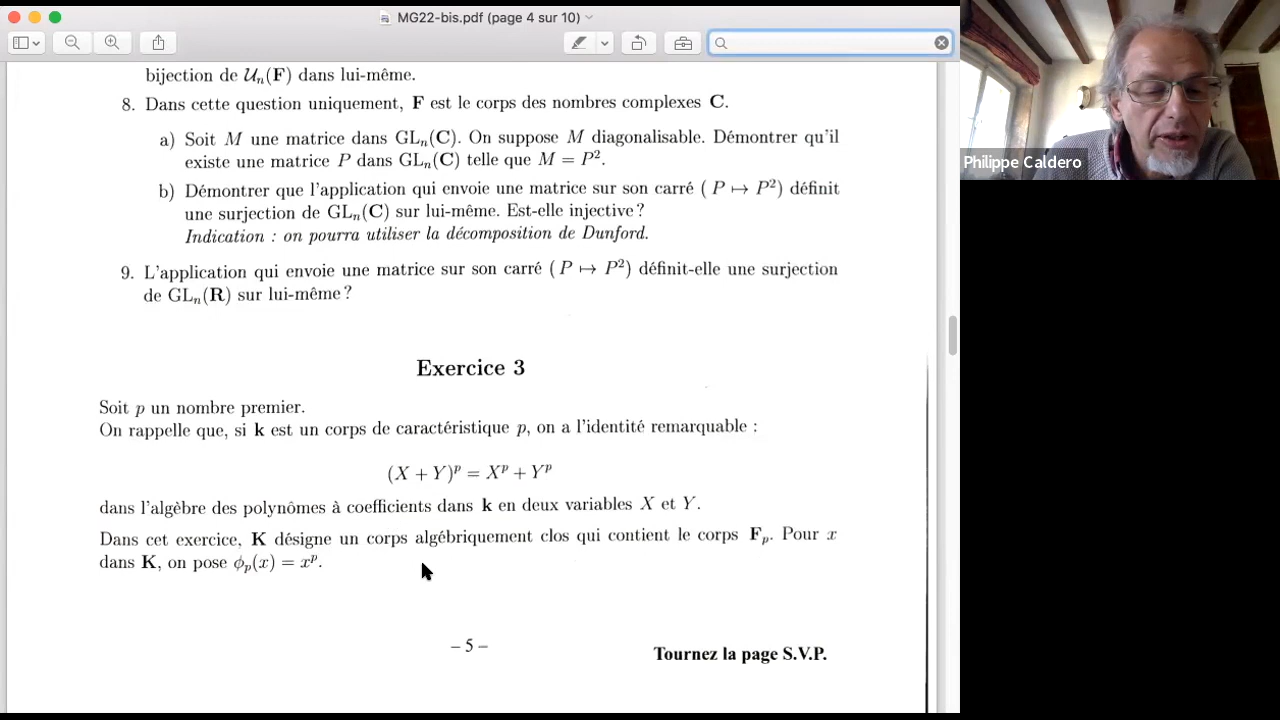 MG22-bis.pdf (page 4 sur 10)
bijection de 𝒰ₙ(F) dans lui-même.
8. Dans cette question uniquement, F est le corps des nombres complexes C.
a) Soit M une matrice dans GLₙ(C). On suppose M diagonalisable. Démontrer qu'il
existe une matrice P dans GLₙ(C) telle que M = P².
b) Démontrer que l'application qui envoie une matrice sur son carré ( P ↦ P²) définit
une surjection de GLₙ(C) sur lui-même. Est-elle injective ?
Indication : on pourra utiliser la décomposition de Dunford.
9. L'application qui envoie une matrice sur son carré ( P ↦ P²) définit-elle une surjection
de GLₙ(R) sur lui-même ?
Exercice 3
Soit p un nombre premier.
On rappelle que, si k est un corps de caractéristique p, on a l'identité remarquable :
(X + Y)ᵖ = Xᵖ + Yᵖ
dans l'algèbre des polynômes à coefficients dans k en deux variables X et Y.
Dans cet exercice, K désigne un corps algébriquement clos qui contient le corps Fₚ. Pour x
dans K, on pose ϕₚ(x) = xᵖ.
– 5 –
Tournez la page S.V.P.
Philippe Caldero